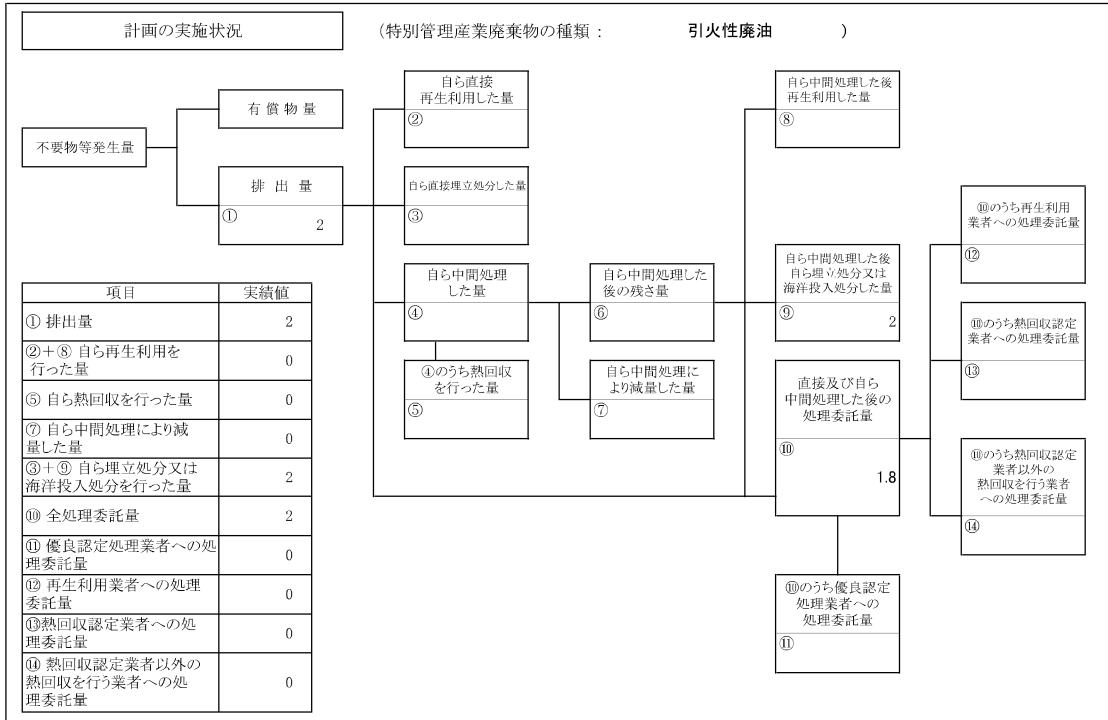 計画の実施状況
(特別管理産業廃棄物の種類: 引火性廃油 )
不要物等発生量
有償物量
排出量
① 2
自ら直接
再生利用した量
②
自ら直接埋立処分した量
③
自ら中間処理
した量
④
④のうち熱回収
を行った量
⑤
自ら中間処理した
後の残さ量
⑥
自ら中間処理に
より減量した量
⑦
自ら中間処理した後
再生利用した量
⑧
自ら中間処理した後
自ら埋立処分又は
海洋投入処分した量
⑨ 2
直接及び自ら
中間処理した後の
処理委託量
⑩
1.8
⑩のうち優良認定
処理業者への
処理委託量
⑪
⑩のうち再生利用
業者への処理委託量
⑫
⑩のうち熱回収認定
業者への処理委託量
⑬
⑩のうち熱回収認定
業者以外の
熱回収を行う業者
への処理委託量
⑭
項目 実績値
① 排出量 2
②+⑧ 自ら再生利用を
行った量 0
⑤ 自ら熱回収を行った量 0
⑦ 自ら中間処理により減
量した量 0
③+⑨ 自ら埋立処分又は
海洋投入処分を行った量 2
⑩ 全処理委託量 2
⑪ 優良認定処理業者への処
理委託量 0
⑫ 再生利用業者への処理
委託量 0
⑬熱回収認定業者への処
理委託量 0
⑭ 熱回収認定業者以外の
熱回収を行う業者への処
理委託量 0